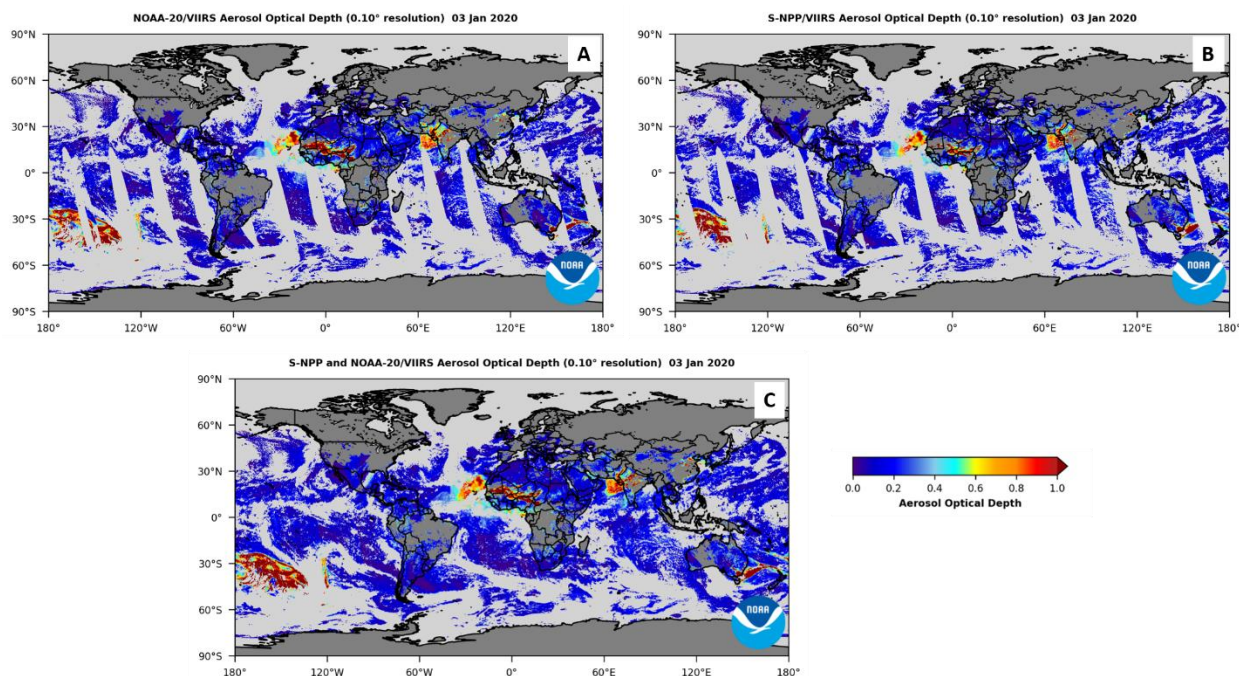 NOAA-20/VIIRS Aerosol Optical Depth (0.10° resolution) 03 Jan 2020
A
90°N
60°N
30°N
0°
30°S
60°S
90°S
180°
120°W
60°W
0°
60°E
120°E
180°
NOAA
S-NPP/VIIRS Aerosol Optical Depth (0.10° resolution) 03 Jan 2020
B
90°N
60°N
30°N
0°
30°S
60°S
90°S
180°
120°W
60°W
0°
60°E
120°E
180°
NOAA
S-NPP and NOAA-20/VIIRS Aerosol Optical Depth (0.10° resolution) 03 Jan 2020
C
90°N
60°N
30°N
0°
30°S
60°S
90°S
180°
120°W
60°W
0°
60°E
120°E
180°
NOAA
0.0 0.2 0.4 0.6 0.8 1.0
Aerosol Optical Depth